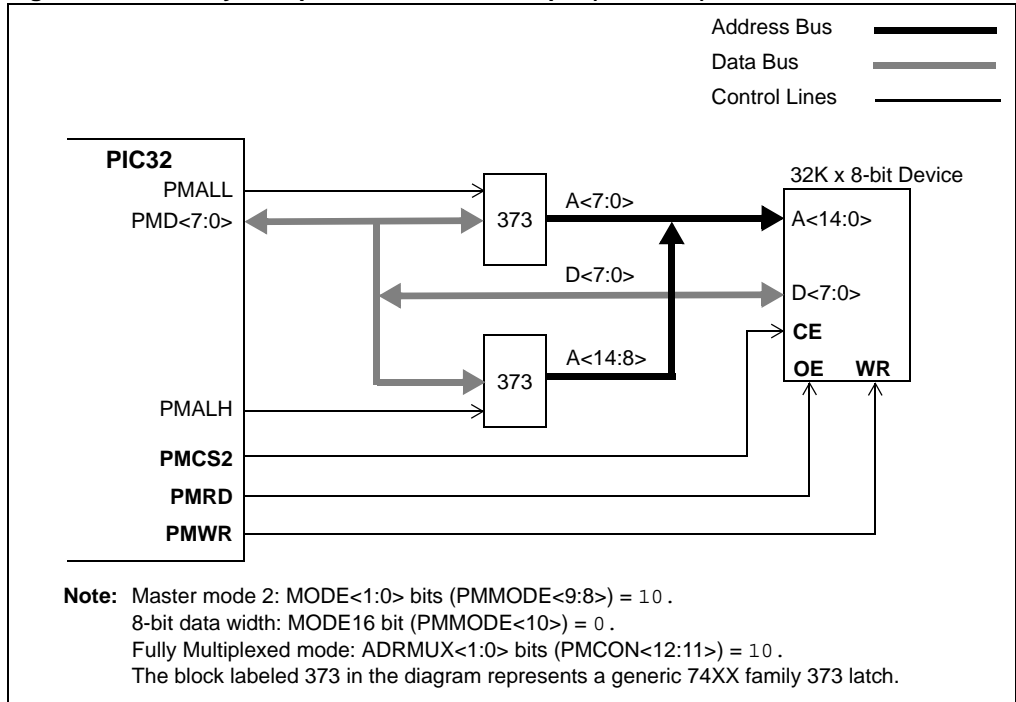 Address Bus
Data Bus
Control Lines
PIC32
PMALL
PMD<7:0>
373
A<7:0>
32K x 8-bit Device
A<14:0>
D<7:0>
D<7:0>
CE
OE WR
373
A<14:8>
PMALH
PMCS2
PMRD
PMWR
Note: Master mode 2: MODE<1:0> bits (PMMODE<9:8>) = 10.
8-bit data width: MODE16 bit (PMMODE<10>) = 0.
Fully Multiplexed mode: ADRMUX<1:0> bits (PMCON<12:11>) = 10.
The block labeled 373 in the diagram represents a generic 74XX family 373 latch.